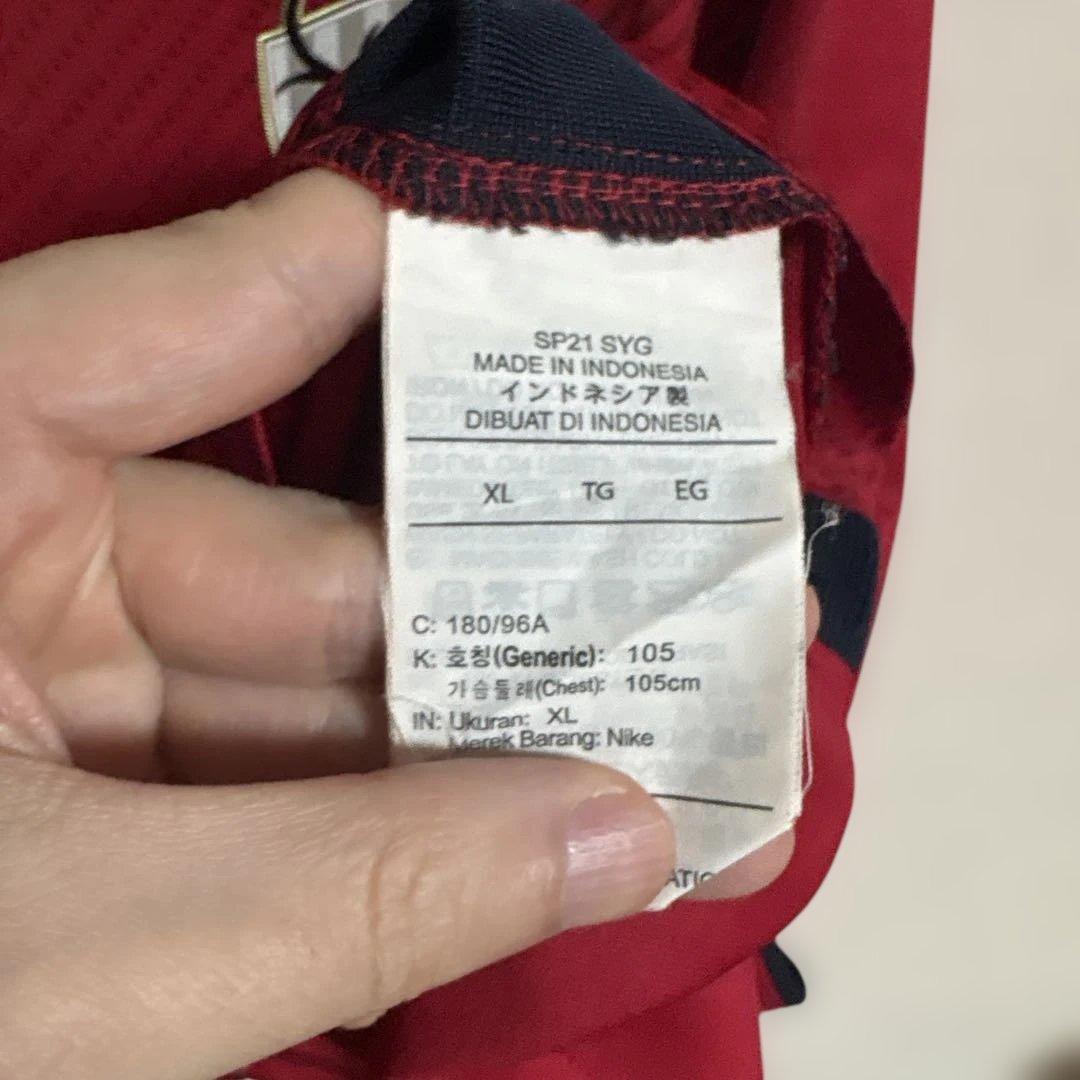 SP21 SYG
MADE IN INDONESIA
インドネシア製
DIBUAT DI INDONESIA
XL TG EG
C: 180/96A
K: 호칭(Generic): 105
가슴둘레(Chest): 105cm
IN: Ukuran: XL
Merek Barang: Nike